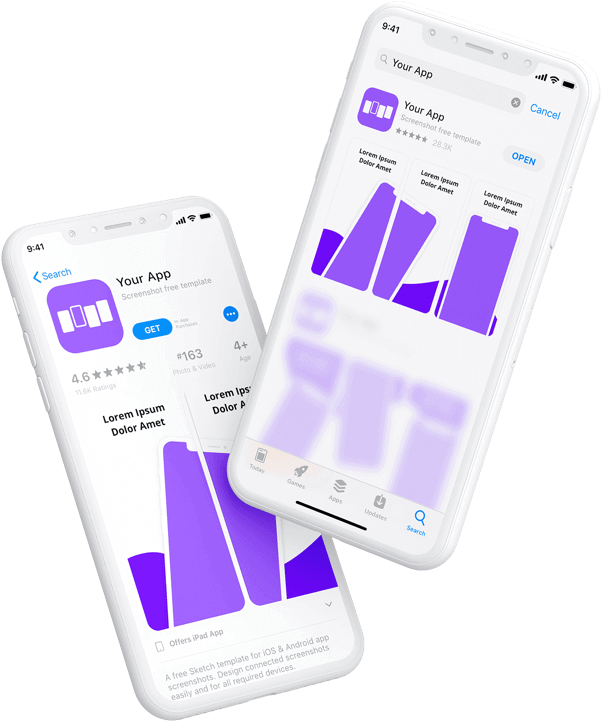 9:41
Search
Your App
Screenshot free template
GET
In-App
Purchases
4.6
11.6K Ratings
#163
Photo & Video
4+
Age
Lorem Ipsum
Dolor Amet
Lorem Ips
Dolor A
Offers iPad App
A free Sketch template for iOS & Android app
screenshots. Design connected screenshots
easily and for all required devices.
9:41
Your App
Cancel
Your App
Screenshot free template
28.3K
OPEN
Lorem Ipsum
Dolor Amet
Lorem Ipsum
Dolor Amet
Lorem Ipsum
Dolor Amet
Today
Games
Apps
Updates
Search